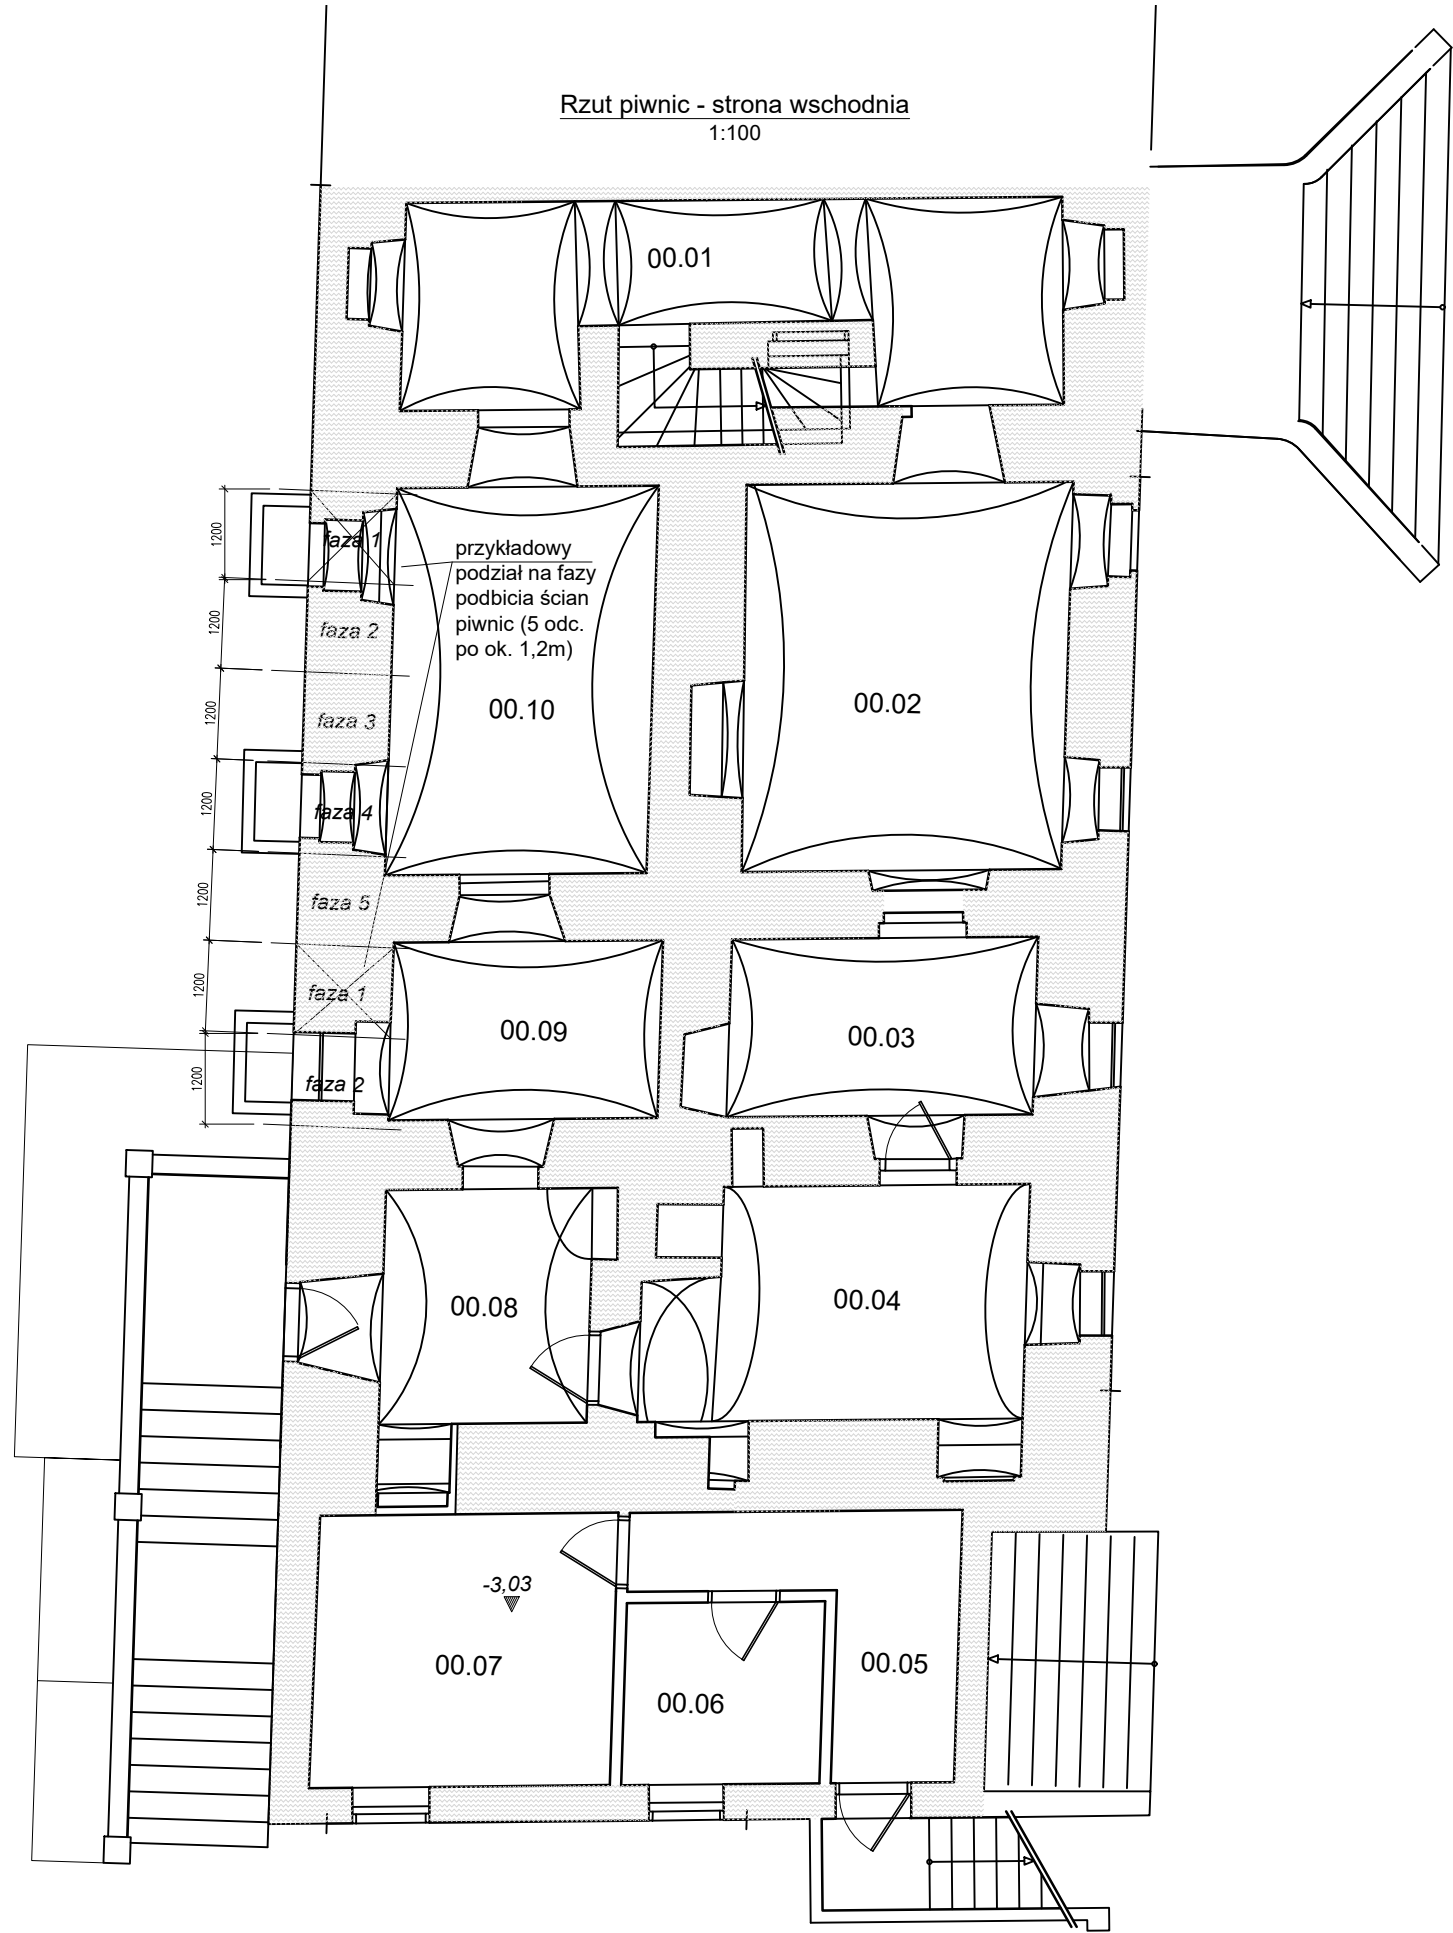 Rzut piwnic - strona wschodnia
1:100
00.01
1200
faza 1
przykładowy
podział na fazy
podbicia ścian
piwnic (5 odc.
po ok. 1,2m)
1200
faza 2
1200
faza 3
00.10
00.02
1200
faza 4
1200
faza 5
1200
faza 1
00.09
00.03
1200
faza 2
00.08
00.04
-3,03
00.07
00.06
00.05